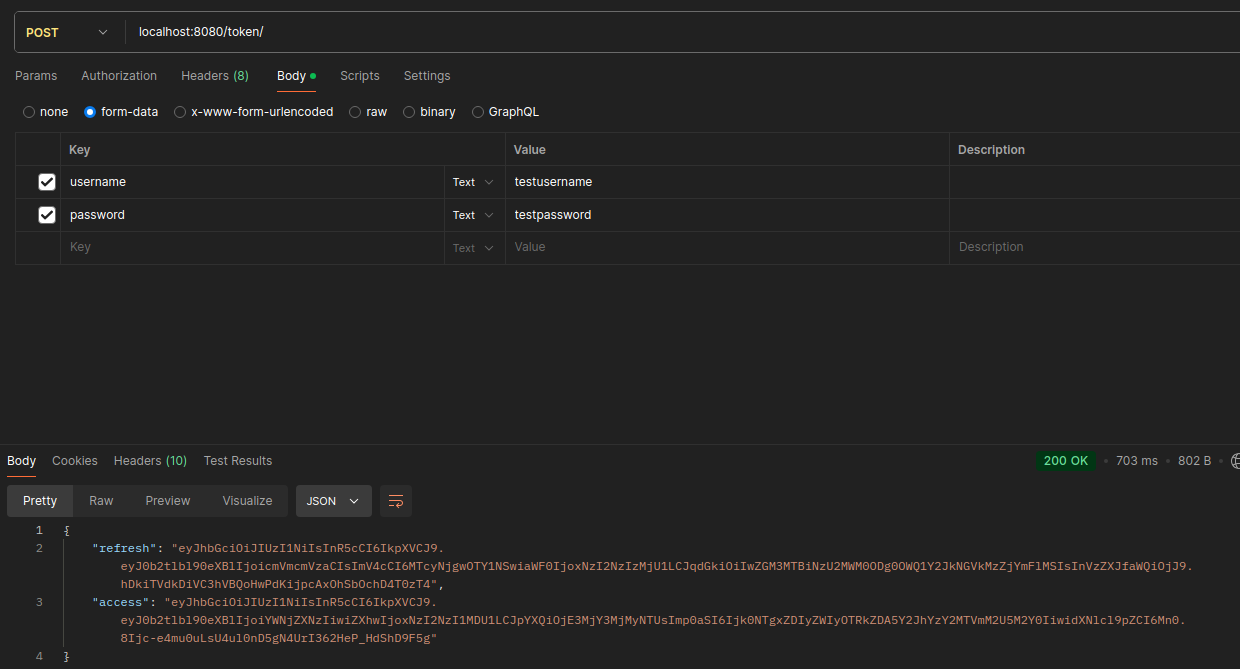 POST localhost:8080/token/
Params Authorization Headers (8) Body Scripts Settings
none form-data x-www-form-urlencoded raw binary GraphQL
Key Value Description
username Text testusername
password Text testpassword
Key Text Value Description
Body Cookies Headers (10) Test Results 200 OK 703 ms 802 B
Pretty Raw Preview Visualize JSON
1 {
2 "refresh": "eyJhbGciOiJIUzI1NiIsInR5cCI6IkpXVCJ9.
eyJ0b2tlbl90eXBlIjoicmVmcmVzaCIsImV4cCI6MTcyNjgwOTY1NSwiaWF0IjoxNzI2NzIzMjU1LCJqdGkiOiIwZGM3MTBiNzU2MWM0ODg0OWQ1Y2JkNGVkMzZjYmFlMSIsInVzZXJfaWQiOjJ9.
hDkiTVdkDiVC3hVBQoHwPdKijpcAxOhSbOchD4T0zT4",
3 "access": "eyJhbGciOiJIUzI1NiIsInR5cCI6IkpXVCJ9.
eyJ0b2tlbl90eXBlIjoiYWNjZXNzIiwiZXhwIjoxNzI2NzI1MDU1LCJpYXQiOjE3MjY3MjMyNTUsImp0aSI6Ijk0NTgxZDIyZWIyOTRkZDA5Y2JhYzY2MTVmM2U5M2Y0IiwidXNlcl9pZCI6Mn0.
8Ijc-e4mu0uLsU4ul0nD5gN4UrI362HeP_HdShD9F5g"
4 }